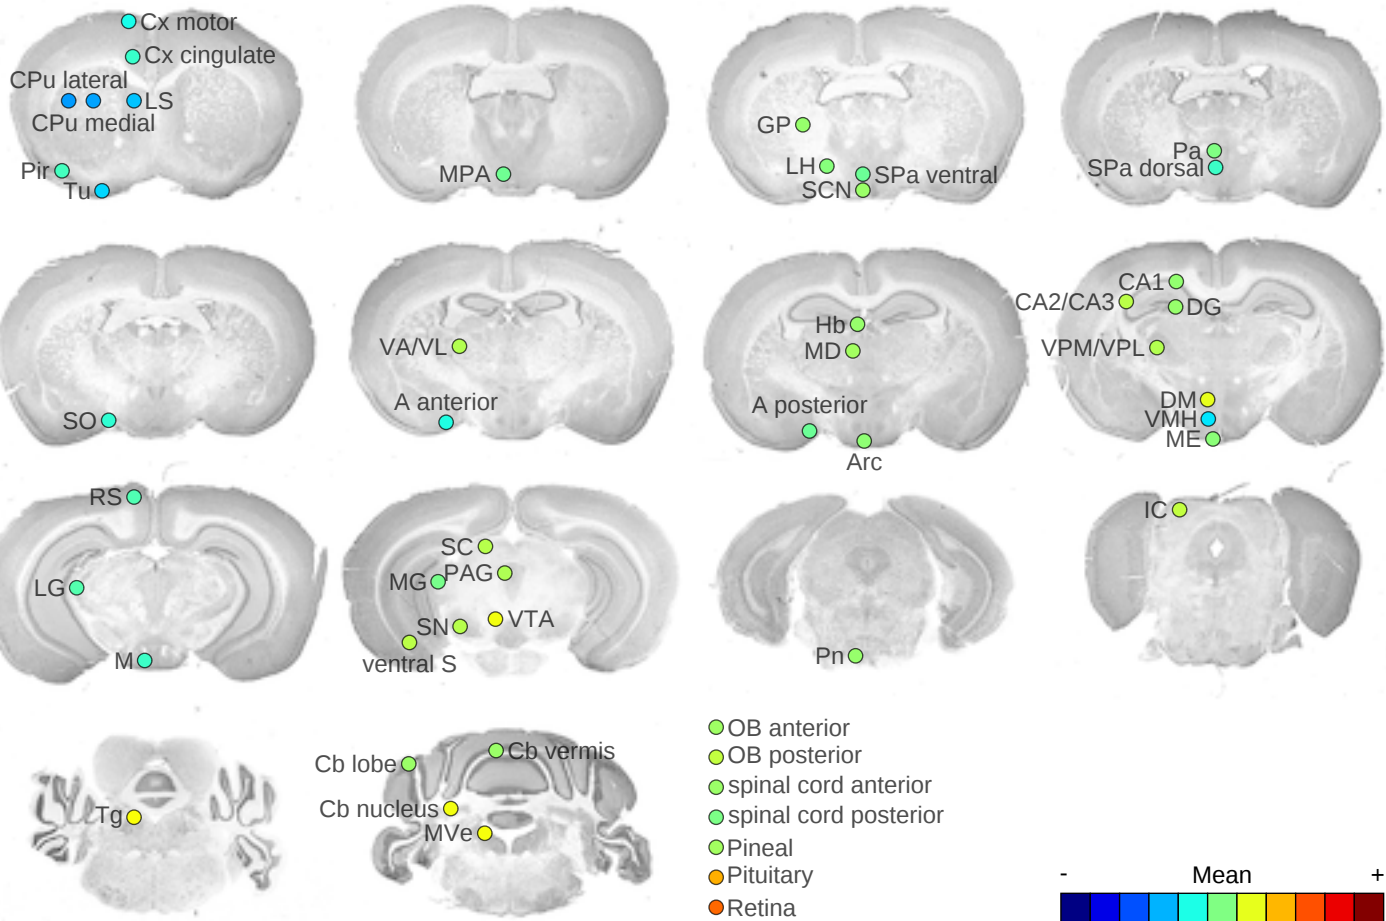 Cx motor
Cx cingulate
CPu lateral
LS
CPu medial
Pir
Tu
MPA
GP
LH
SPa ventral
SCN
Pa
SPa dorsal
SO
VA/VL
A anterior
Hb
MD
A posterior
Arc
CA1
CA2/CA3
DG
VPM/VPL
DM
VMH
ME
RS
LG
M
SC
MG
PAG
SN
VTA
ventral S
Pn
IC
Tg
Cb lobe
Cb vermis
Cb nucleus
MVe
OB anterior
OB posterior
spinal cord anterior
spinal cord posterior
Pineal
Pituitary
Retina
- Mean +